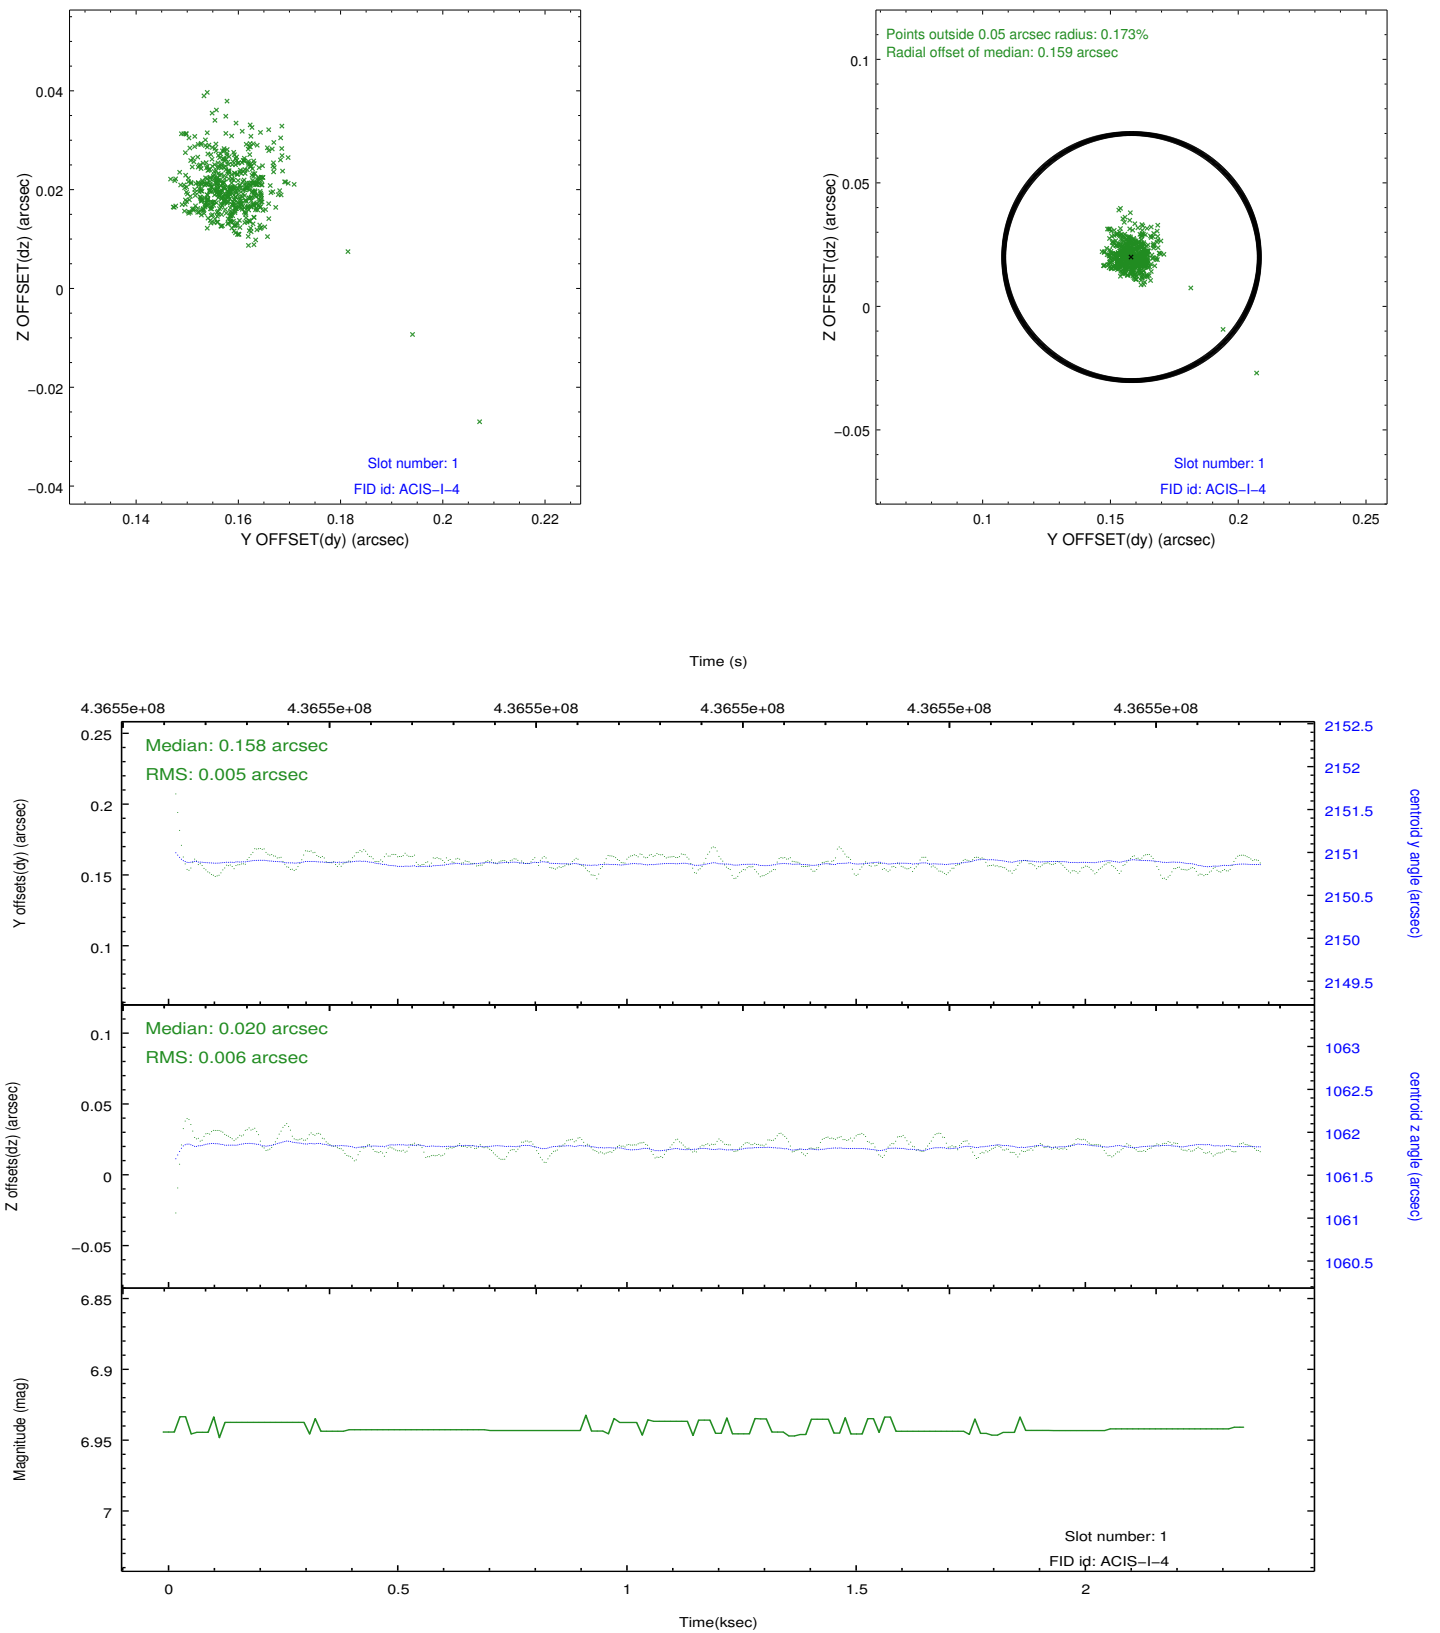 0.04
0.02
0
−0.02
−0.04
Z OFFSET(dz) (arcsec)
0.14
0.16
0.18
0.2
0.22
Y OFFSET(dy) (arcsec)
Slot number: 1
FID id: ACIS−I−4
Points outside 0.05 arcsec radius: 0.173%
Radial offset of median: 0.159 arcsec
0.1
0.05
0
−0.05
Z OFFSET(dz) (arcsec)
0.1
0.15
0.2
0.25
Y OFFSET(dy) (arcsec)
Slot number: 1
FID id: ACIS−I−4
Time (s)
4.3655e+08
4.3655e+08
4.3655e+08
4.3655e+08
4.3655e+08
4.3655e+08
Median: 0.158 arcsec
RMS: 0.005 arcsec
0.25
0.2
0.15
0.1
Y offsets(dy) (arcsec)
2152.5
2152
2151.5
2151
2150.5
2150
2149.5
centroid y angle (arcsec)
Median: 0.020 arcsec
RMS: 0.006 arcsec
0.1
0.05
0
−0.05
Z offsets(dz) (arcsec)
1063
1062.5
1062
1061.5
1061
1060.5
centroid z angle (arcsec)
6.85
6.9
6.95
7
Magnitude (mag)
Slot number: 1
FID id: ACIS−I−4
0
0.5
1
1.5
2
Time(ksec)